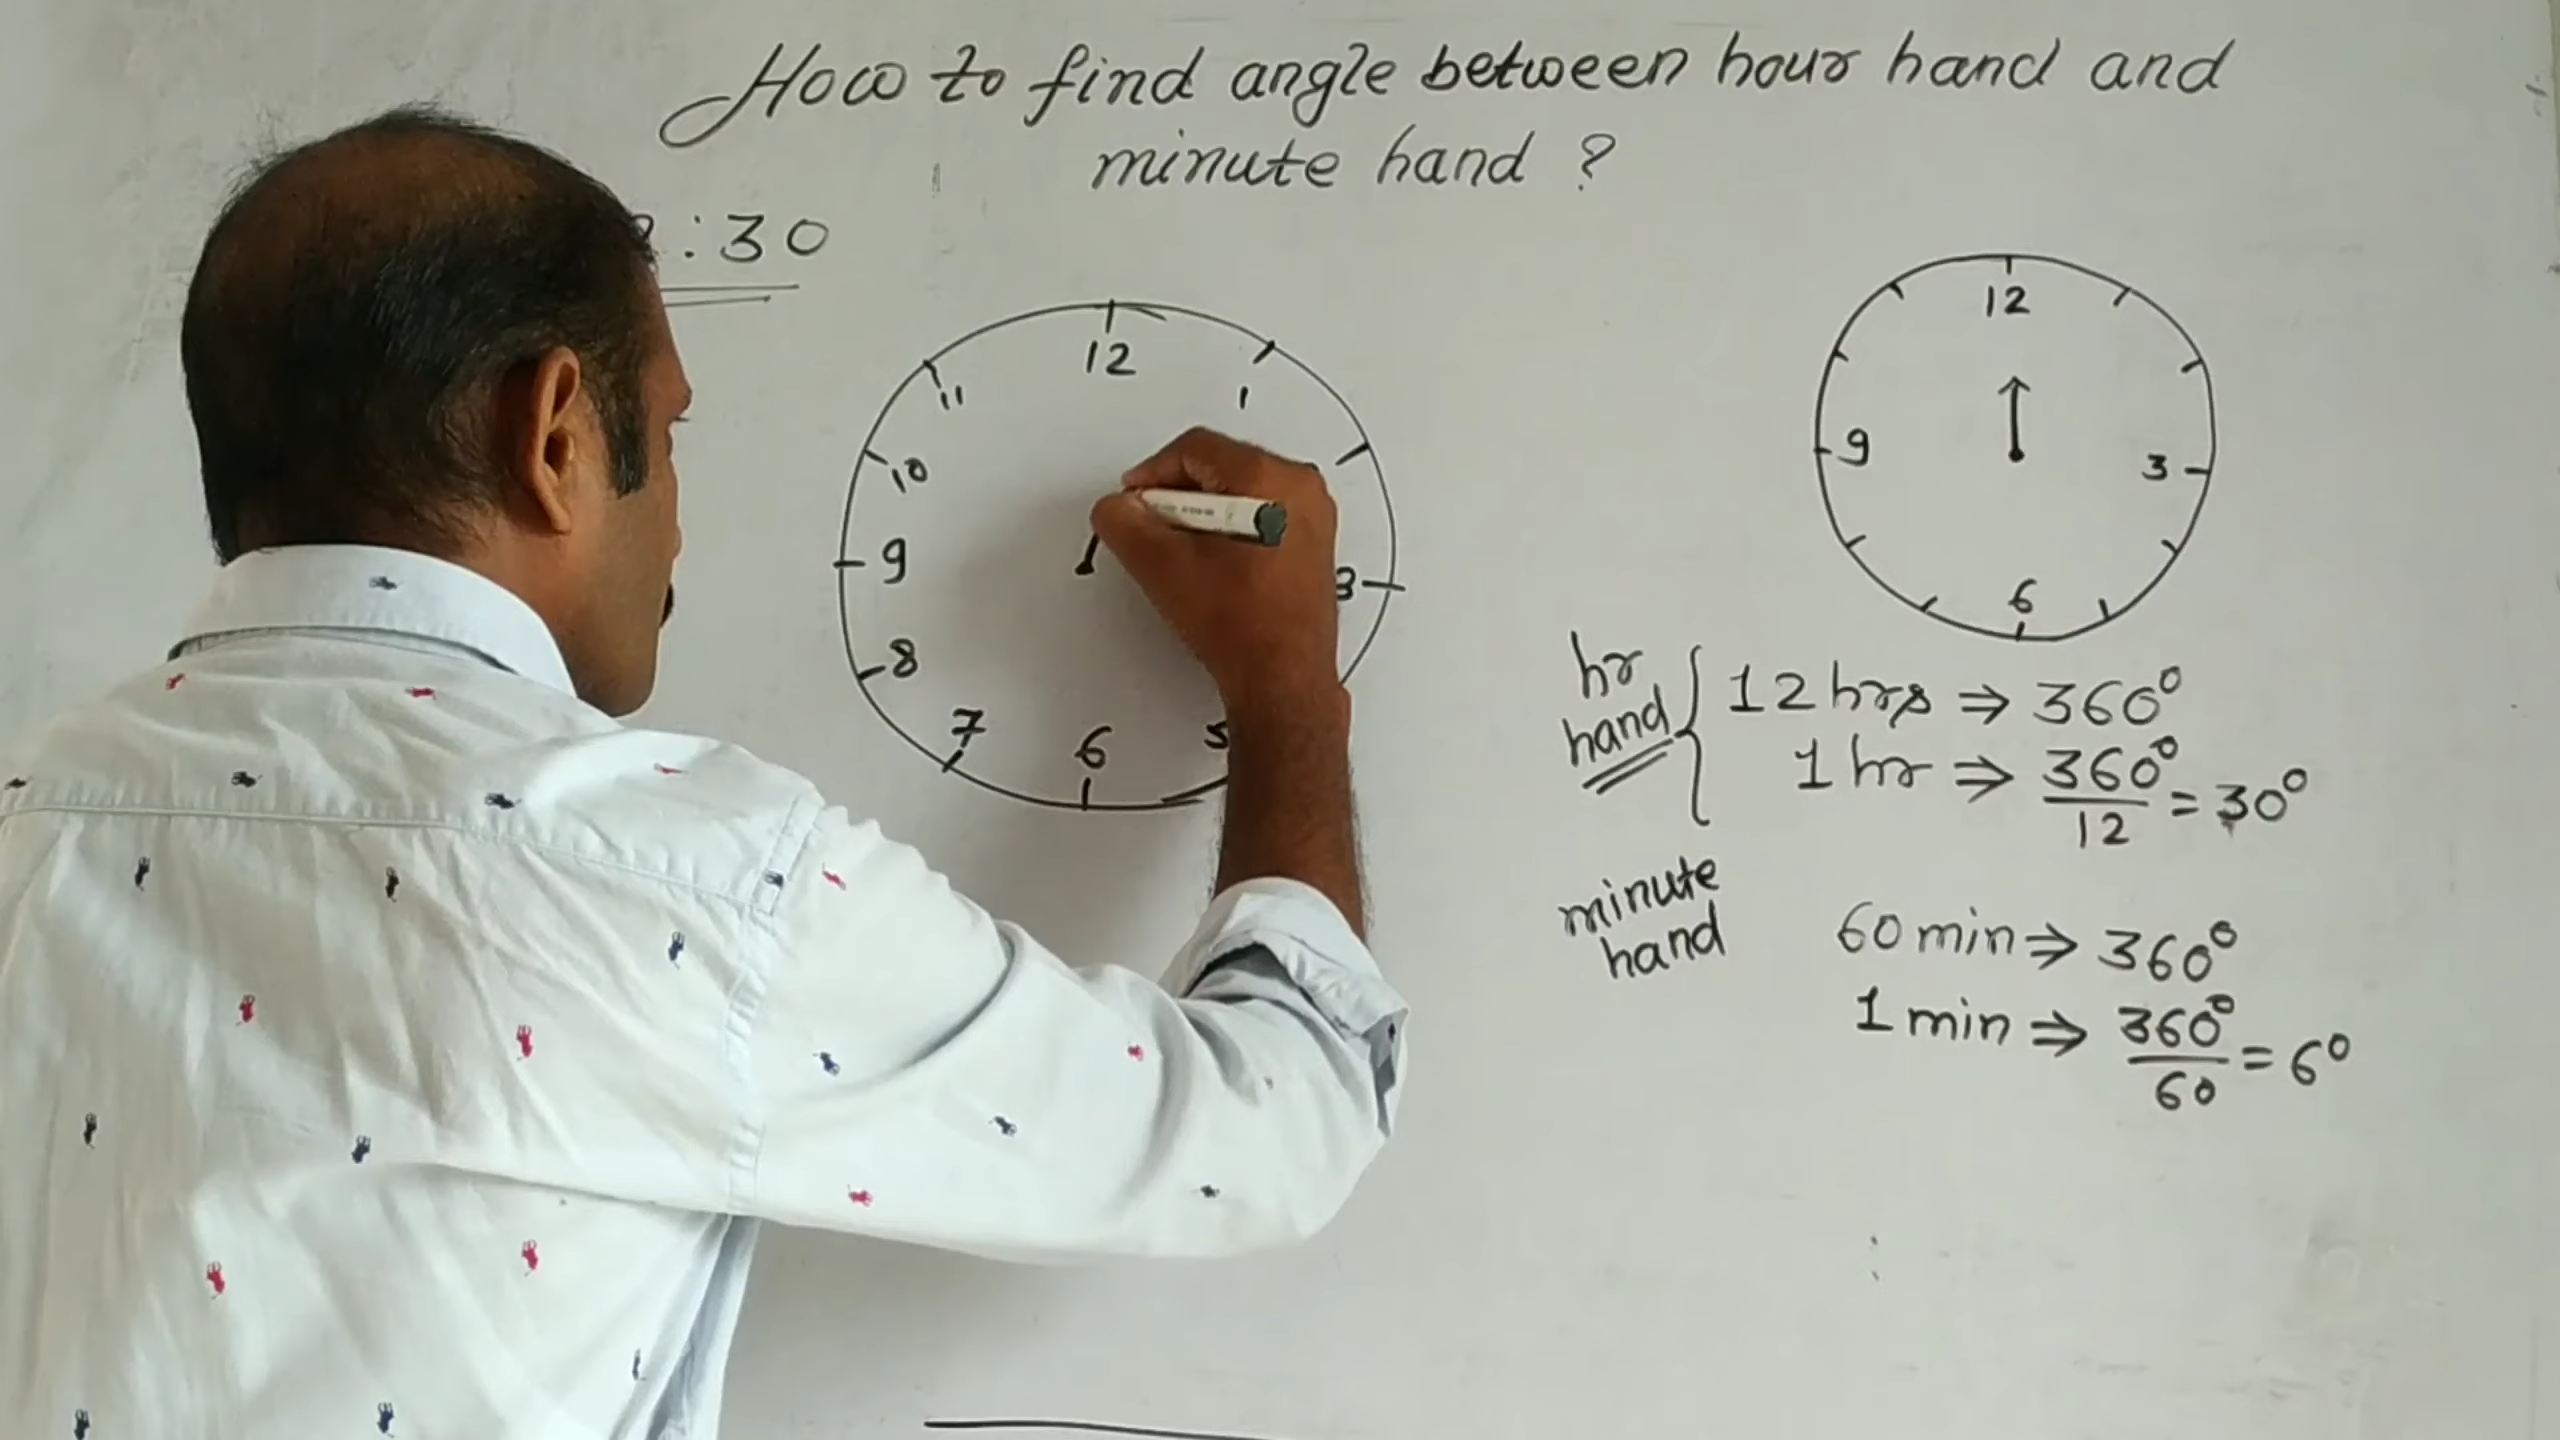 How to find angle between hour hand and
minute hand ?
:30
12
1
3
5
6
7
8
9
10
11
12
3
6
9
hr
hand
12 hrs ⇒ 360°
1 hr ⇒ 360°/12 = 30°
minute
hand
60 min ⇒ 360°
1 min ⇒ 360°/60 = 6°